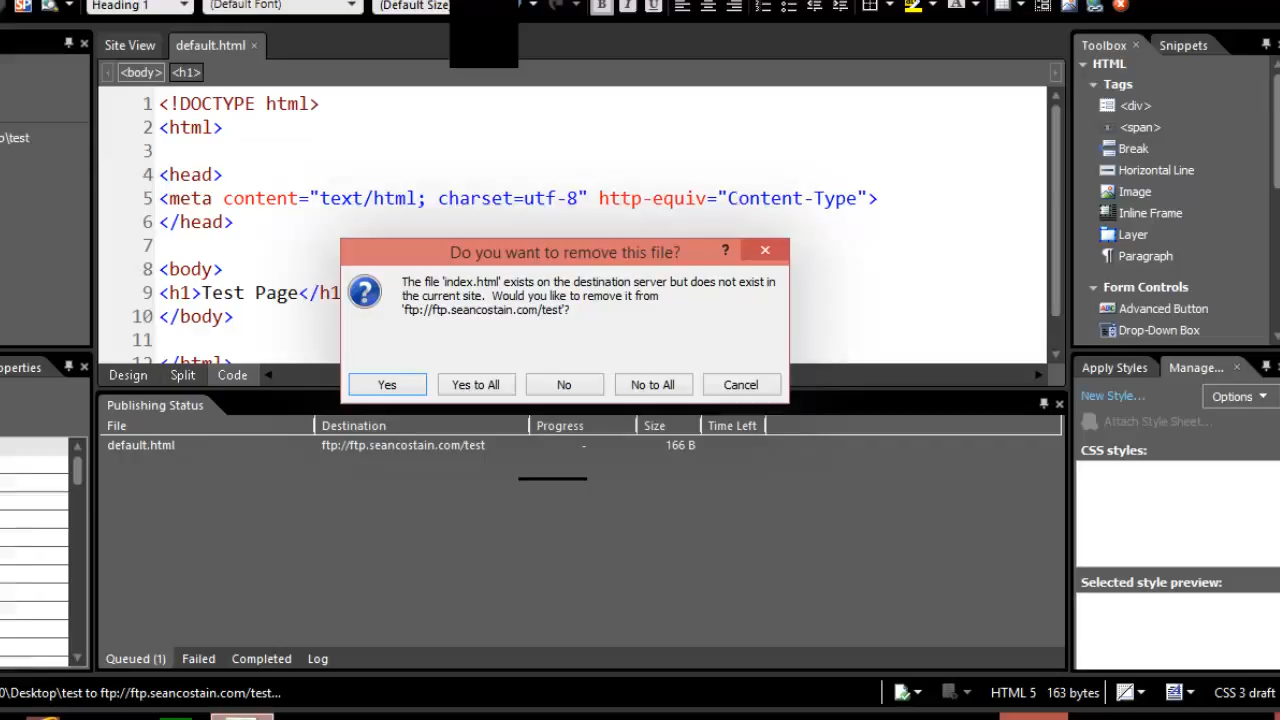 Heading 1
(Default Font)
(Default Size)
B I U
Site View
default.html
<body> <h1>
o\test
1 <!DOCTYPE html>
2 <html>
3
4 <head>
5 <meta content="text/html; charset=utf-8" http-equiv="Content-Type">
6 </head>
7
8 <body>
9 <h1>Test Page</h1
10 </body>
11
12 </html>
Do you want to remove this file?
The file 'index.html' exists on the destination server but does not exist in
the current site. Would you like to remove it from
'ftp://ftp.seancostain.com/test'?
Yes
Yes to All
No
No to All
Cancel
Design Split Code
operties
Publishing Status
File Destination Progress Size Time Left
default.html ftp://ftp.seancostain.com/test - 166 B
Queued (1) Failed Completed Log
Toolbox Snippets
HTML
Tags
<div>
<span>
Break
Horizontal Line
Image
Inline Frame
Layer
Paragraph
Form Controls
Advanced Button
Drop-Down Box
Apply Styles Manage...
New Style... Options
Attach Style Sheet...
CSS styles:
Selected style preview:
0\Desktop\test to ftp://ftp.seancostain.com/test...
HTML 5 163 bytes CSS 3 draft